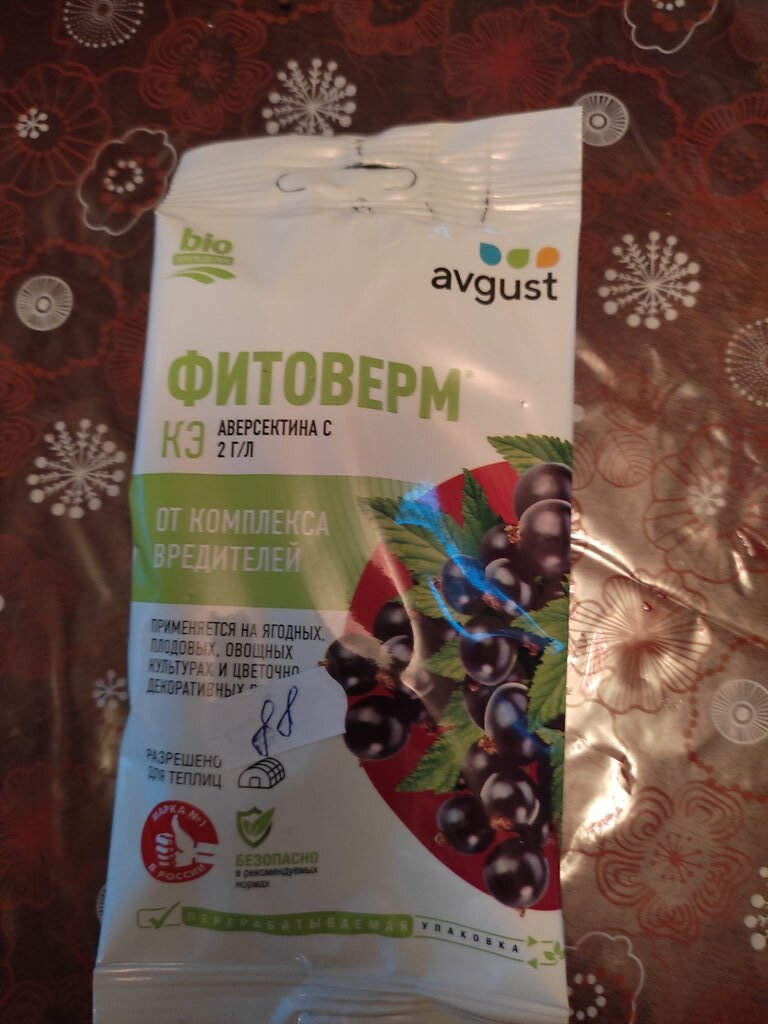 bio
avgust
ФИТОВЕРМ®
КЭ АВЕРСЕКТИНА С
2 Г/Л
ОТ КОМПЛЕКСА
ВРЕДИТЕЛЕЙ
ПРИМЕНЯЕТСЯ НА ЯГОДНЫХ,
ПЛОДОВЫХ, ОВОЩНЫХ
КУЛЬТУРАХ И ЦВЕТОЧНО
ДЕКОРАТИВНЫХ
88
РАЗРЕШЕНО
ДЛЯ ТЕПЛИЦ
МАРКА №1
В РОССИИ
БЕЗОПАСНО
в рекомендуемых
нормах
ПЕРЕРАБАТЫВАЕМАЯ УПАКОВКА